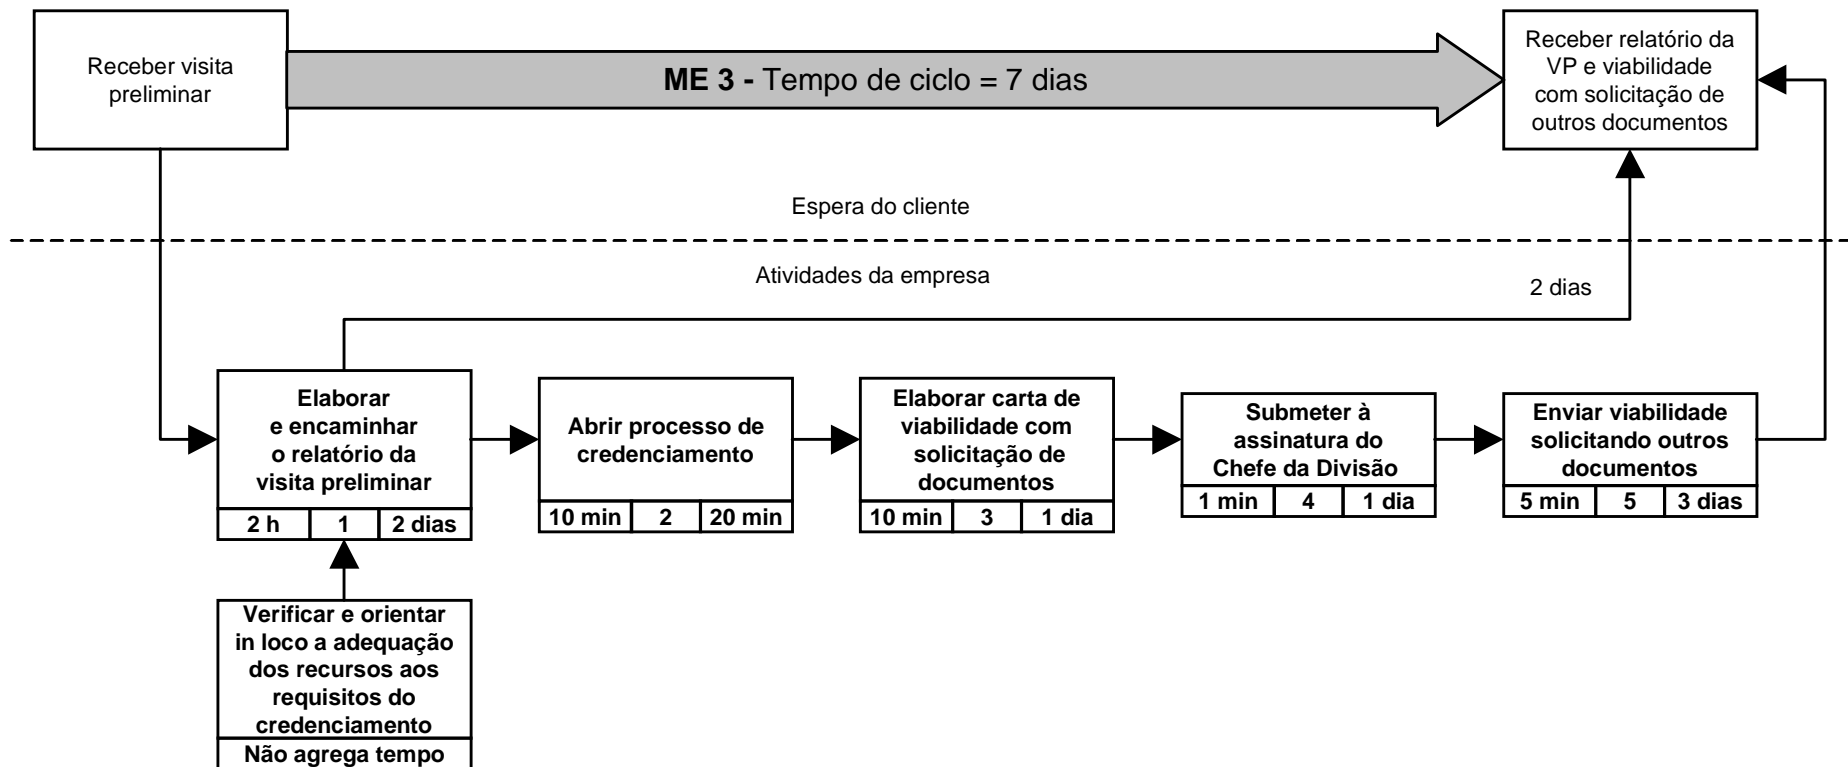 Receber visita
preliminar
ME 3 - Tempo de ciclo = 7 dias
Receber relatório da
VP e viabilidade
com solicitação de
outros documentos
Espera do cliente
Atividades da empresa
2 dias
Elaborar
e encaminhar
o relatório da
visita preliminar
2 h 1 2 dias
Abrir processo de
credenciamento
10 min 2 20 min
Elaborar carta de
viabilidade com
solicitação de
documentos
10 min 3 1 dia
Submeter à
assinatura do
Chefe da Divisão
1 min 4 1 dia
Enviar viabilidade
solicitando outros
documentos
5 min 5 3 dias
Verificar e orientar
in loco a adequação
dos recursos aos
requisitos do
credenciamento
Não agrega tempo